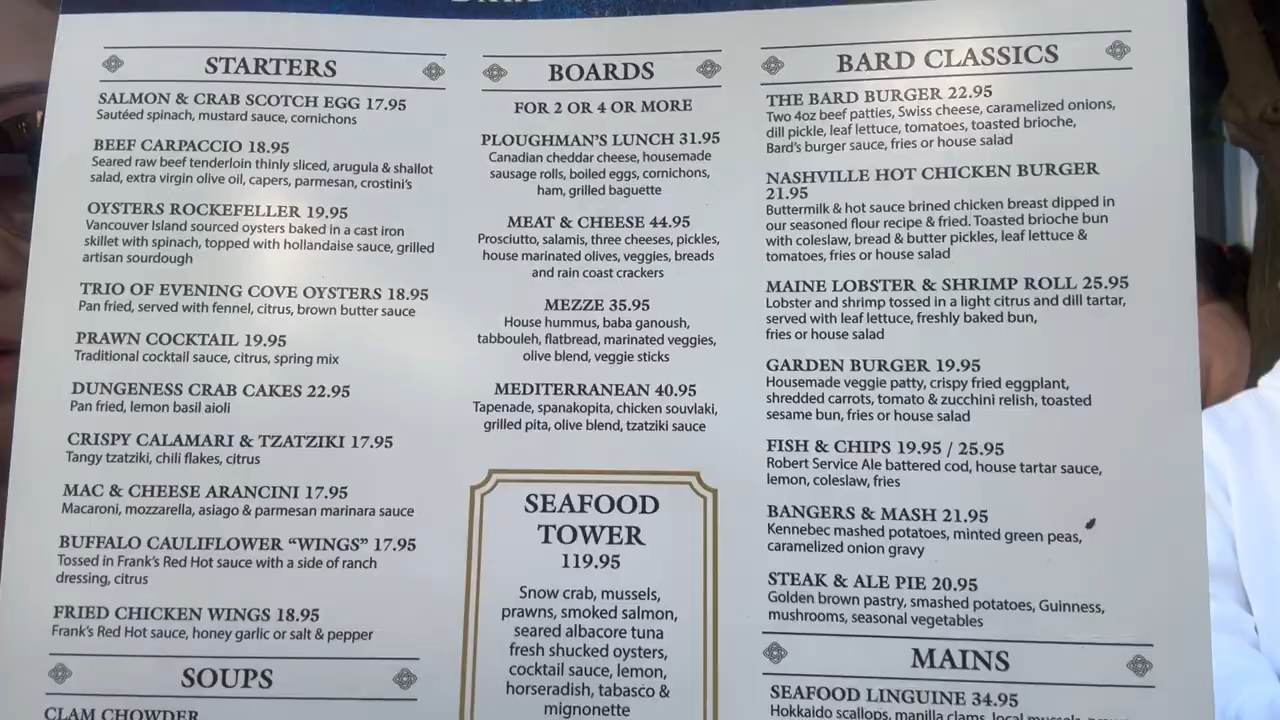 STARTERS
SALMON & CRAB SCOTCH EGG 17.95
Sautéed spinach, mustard sauce, cornichons
BEEF CARPACCIO 18.95
Seared raw beef tenderloin thinly sliced, arugula & shallot
salad, extra virgin olive oil, capers, parmesan, crostini's
OYSTERS ROCKEFELLER 19.95
Vancouver Island sourced oysters baked in a cast iron
skillet with spinach, topped with hollandaise sauce, grilled
artisan sourdough
TRIO OF EVENING COVE OYSTERS 18.95
Pan fried, served with fennel, citrus, brown butter sauce
PRAWN COCKTAIL 19.95
Traditional cocktail sauce, citrus, spring mix
DUNGENESS CRAB CAKES 22.95
Pan fried, lemon basil aioli
CRISPY CALAMARI & TZATZIKI 17.95
Tangy tzatziki, chili flakes, citrus
MAC & CHEESE ARANCINI 17.95
Macaroni, mozzarella, asiago & parmesan marinara sauce
BUFFALO CAULIFLOWER “WINGS” 17.95
Tossed in Frank's Red Hot sauce with a side of ranch
dressing, citrus
FRIED CHICKEN WINGS 18.95
Frank's Red Hot sauce, honey garlic or salt & pepper
SOUPS
CLAM CHOWDER
BOARDS
FOR 2 OR 4 OR MORE
PLOUGHMAN'S LUNCH 31.95
Canadian cheddar cheese, housemade
sausage rolls, boiled eggs, cornichons,
ham, grilled baguette
MEAT & CHEESE 44.95
Prosciutto, salamis, three cheeses, pickles,
house marinated olives, veggies, breads
and rain coast crackers
MEZZE 35.95
House hummus, baba ganoush,
tabbouleh, flatbread, marinated veggies,
olive blend, veggie sticks
MEDITERRANEAN 40.95
Tapenade, spanakopita, chicken souvlaki,
grilled pita, olive blend, tzatziki sauce
SEAFOOD
TOWER
119.95
Snow crab, mussels,
prawns, smoked salmon,
seared albacore tuna
fresh shucked oysters,
cocktail sauce, lemon,
horseradish, tabasco &
mignonette
BARD CLASSICS
THE BARD BURGER 22.95
Two 4oz beef patties, Swiss cheese, caramelized onions,
dill pickle, leaf lettuce, tomatoes, toasted brioche,
Bard's burger sauce, fries or house salad
NASHVILLE HOT CHICKEN BURGER
21.95
Buttermilk & hot sauce brined chicken breast dipped in
our seasoned flour recipe & fried. Toasted brioche bun
with coleslaw, bread & butter pickles, leaf lettuce &
tomatoes, fries or house salad
MAINE LOBSTER & SHRIMP ROLL 25.95
Lobster and shrimp tossed in a light citrus and dill tartar,
served with leaf lettuce, freshly baked bun,
fries or house salad
GARDEN BURGER 19.95
Housemade veggie patty, crispy fried eggplant,
shredded carrots, tomato & zucchini relish, toasted
sesame bun, fries or house salad
FISH & CHIPS 19.95 / 25.95
Robert Service Ale battered cod, house tartar sauce,
lemon, coleslaw, fries
BANGERS & MASH 21.95
Kennebec mashed potatoes, minted green peas,
caramelized onion gravy
STEAK & ALE PIE 20.95
Golden brown pastry, smashed potatoes, Guinness,
mushrooms, seasonal vegetables
MAINS
SEAFOOD LINGUINE 34.95
Hokkaido scallops, manilla clams, local mussels,